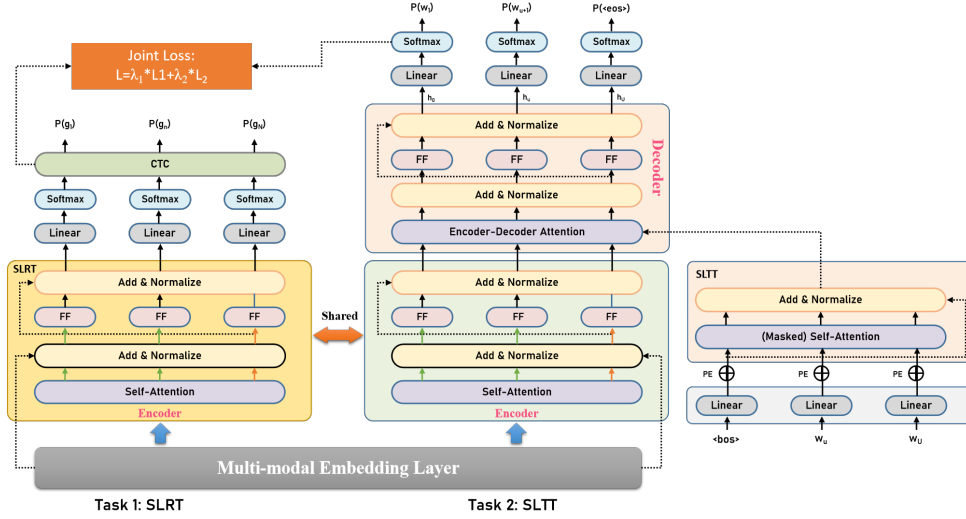 P(w₁) P(wᵤ₊₁) P(<eos>)
Softmax Softmax Softmax
Joint Loss:
L=λ₁*L1+λ₂*L₂
Linear Linear Linear
h₀ hᵤ h_U
P(g₁) P(gₙ) P(g_N)
Add & Normalize
CTC
FF FF FF
Decoder
Softmax Softmax Softmax
Add & Normalize
Linear Linear Linear
Encoder-Decoder Attention
SLRT
SLTT
Add & Normalize
Add & Normalize
Add & Normalize
FF FF FF
Shared
FF FF FF
(Masked) Self-Attention
Add & Normalize
Add & Normalize
PE PE PE
Self-Attention
Self-Attention
Linear Linear Linear
Encoder
Encoder
<bos> wᵤ w_U
Multi-modal Embedding Layer
Task 1: SLRT
Task 2: SLTT